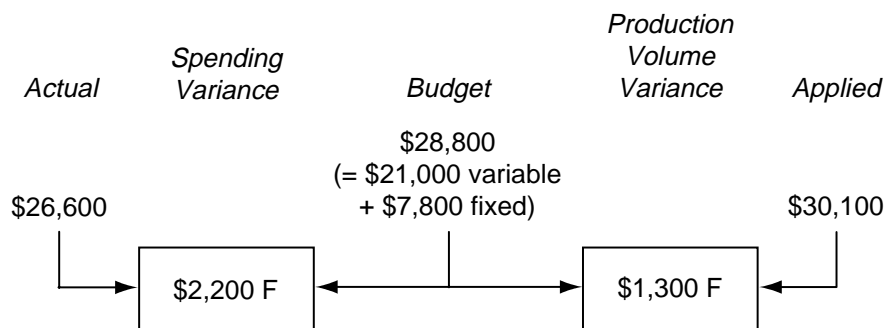 Actual
Spending
Variance
Budget
Production
Volume
Variance
Applied
$26,600
$28,800
(= $21,000 variable
+ $7,800 fixed)
$30,100
$2,200 F
$1,300 F